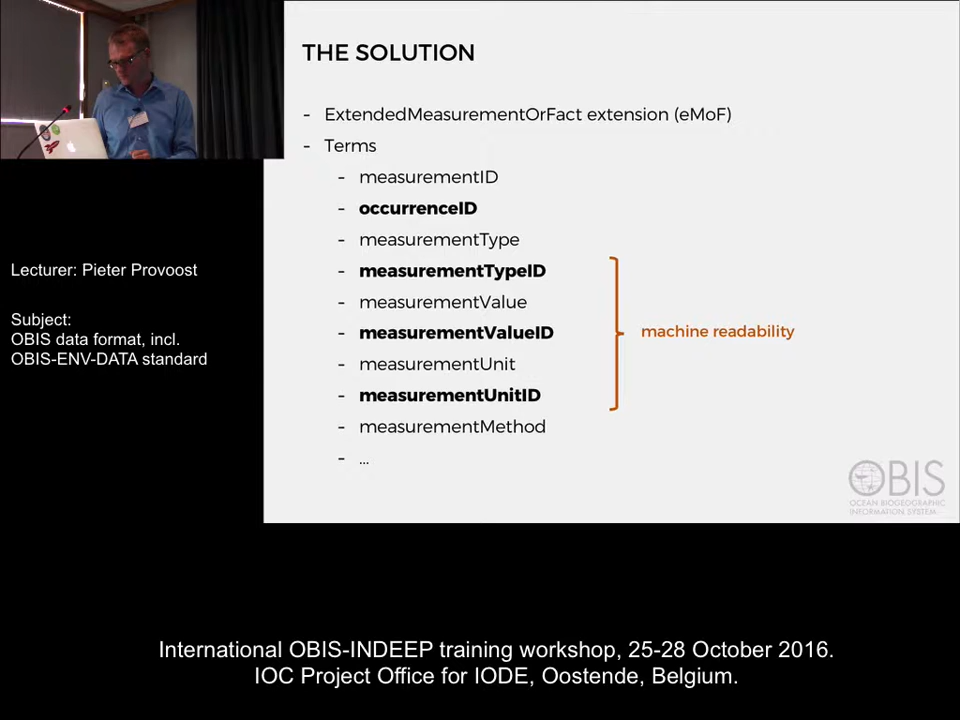 THE SOLUTION
- ExtendedMeasurementOrFact extension (eMoF)
- Terms
- measurementID
- occurrenceID
- measurementType
- measurementTypeID
- measurementValue
- measurementValueID
- measurementUnit
- measurementUnitID
- measurementMethod
- ...
machine readability
OBIS
OCEAN BIOGEOGRAPHIC
INFORMATION SYSTEM
Lecturer: Pieter Provoost
Subject:
OBIS data format, incl.
OBIS-ENV-DATA standard
International OBIS-INDEEP training workshop, 25-28 October 2016.
IOC Project Office for IODE, Oostende, Belgium.